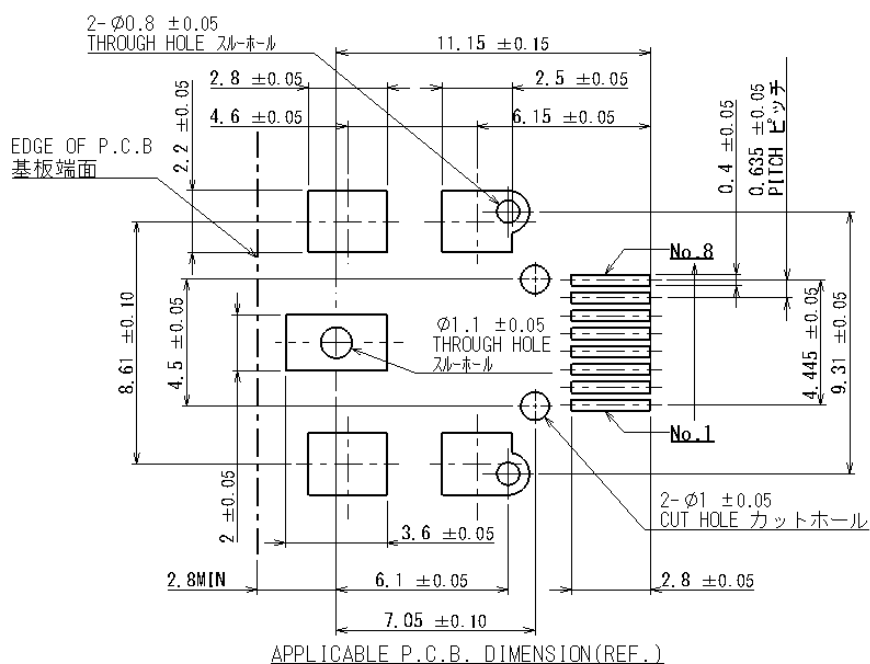 2-Ø0.8 ±0.05
THROUGH HOLE スルーホール
11.15 ±0.15
2.8 ±0.05
2.5 ±0.05
4.6 ±0.05
6.15 ±0.05
2.2 ±0.05
0.4 ±0.05
0.635 ±0.05
PITCH ピッチ
EDGE OF P.C.B
基板端面
No.8
8.61 ±0.10
4.5 ±0.05
Ø1.1 ±0.05
THROUGH HOLE
スルーホール
4.445 ±0.05
9.31 ±0.05
No.1
2 ±0.05
2-Ø1 ±0.05
CUT HOLE カットホール
3.6 ±0.05
2.8MIN
6.1 ±0.05
2.8 ±0.05
7.05 ±0.10
APPLICABLE P.C.B. DIMENSION(REF.)